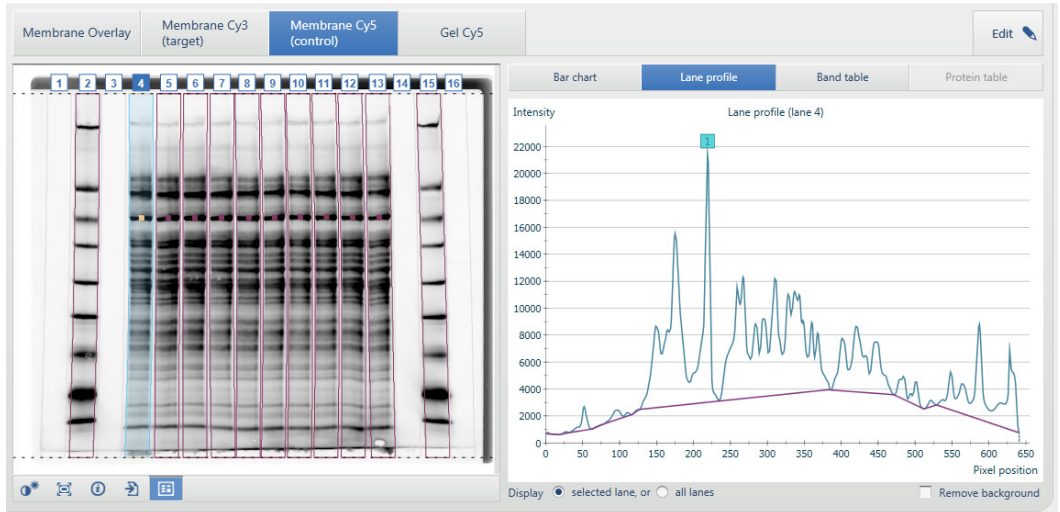 Membrane Overlay
Membrane Cy3
(target)
Membrane Cy5
(control)
Gel Cy5
Edit
1 2 3 4 5 6 7 8 9 10 11 12 13 14 15 16
Bar chart
Lane profile
Band table
Protein table
Intensity
Lane profile (lane 4)
1
22000
20000
18000
16000
14000
12000
10000
8000
6000
4000
2000
0
0 50 100 150 200 250 300 350 400 450 500 550 600 650
Pixel position
Display selected lane, or all lanes
Remove background